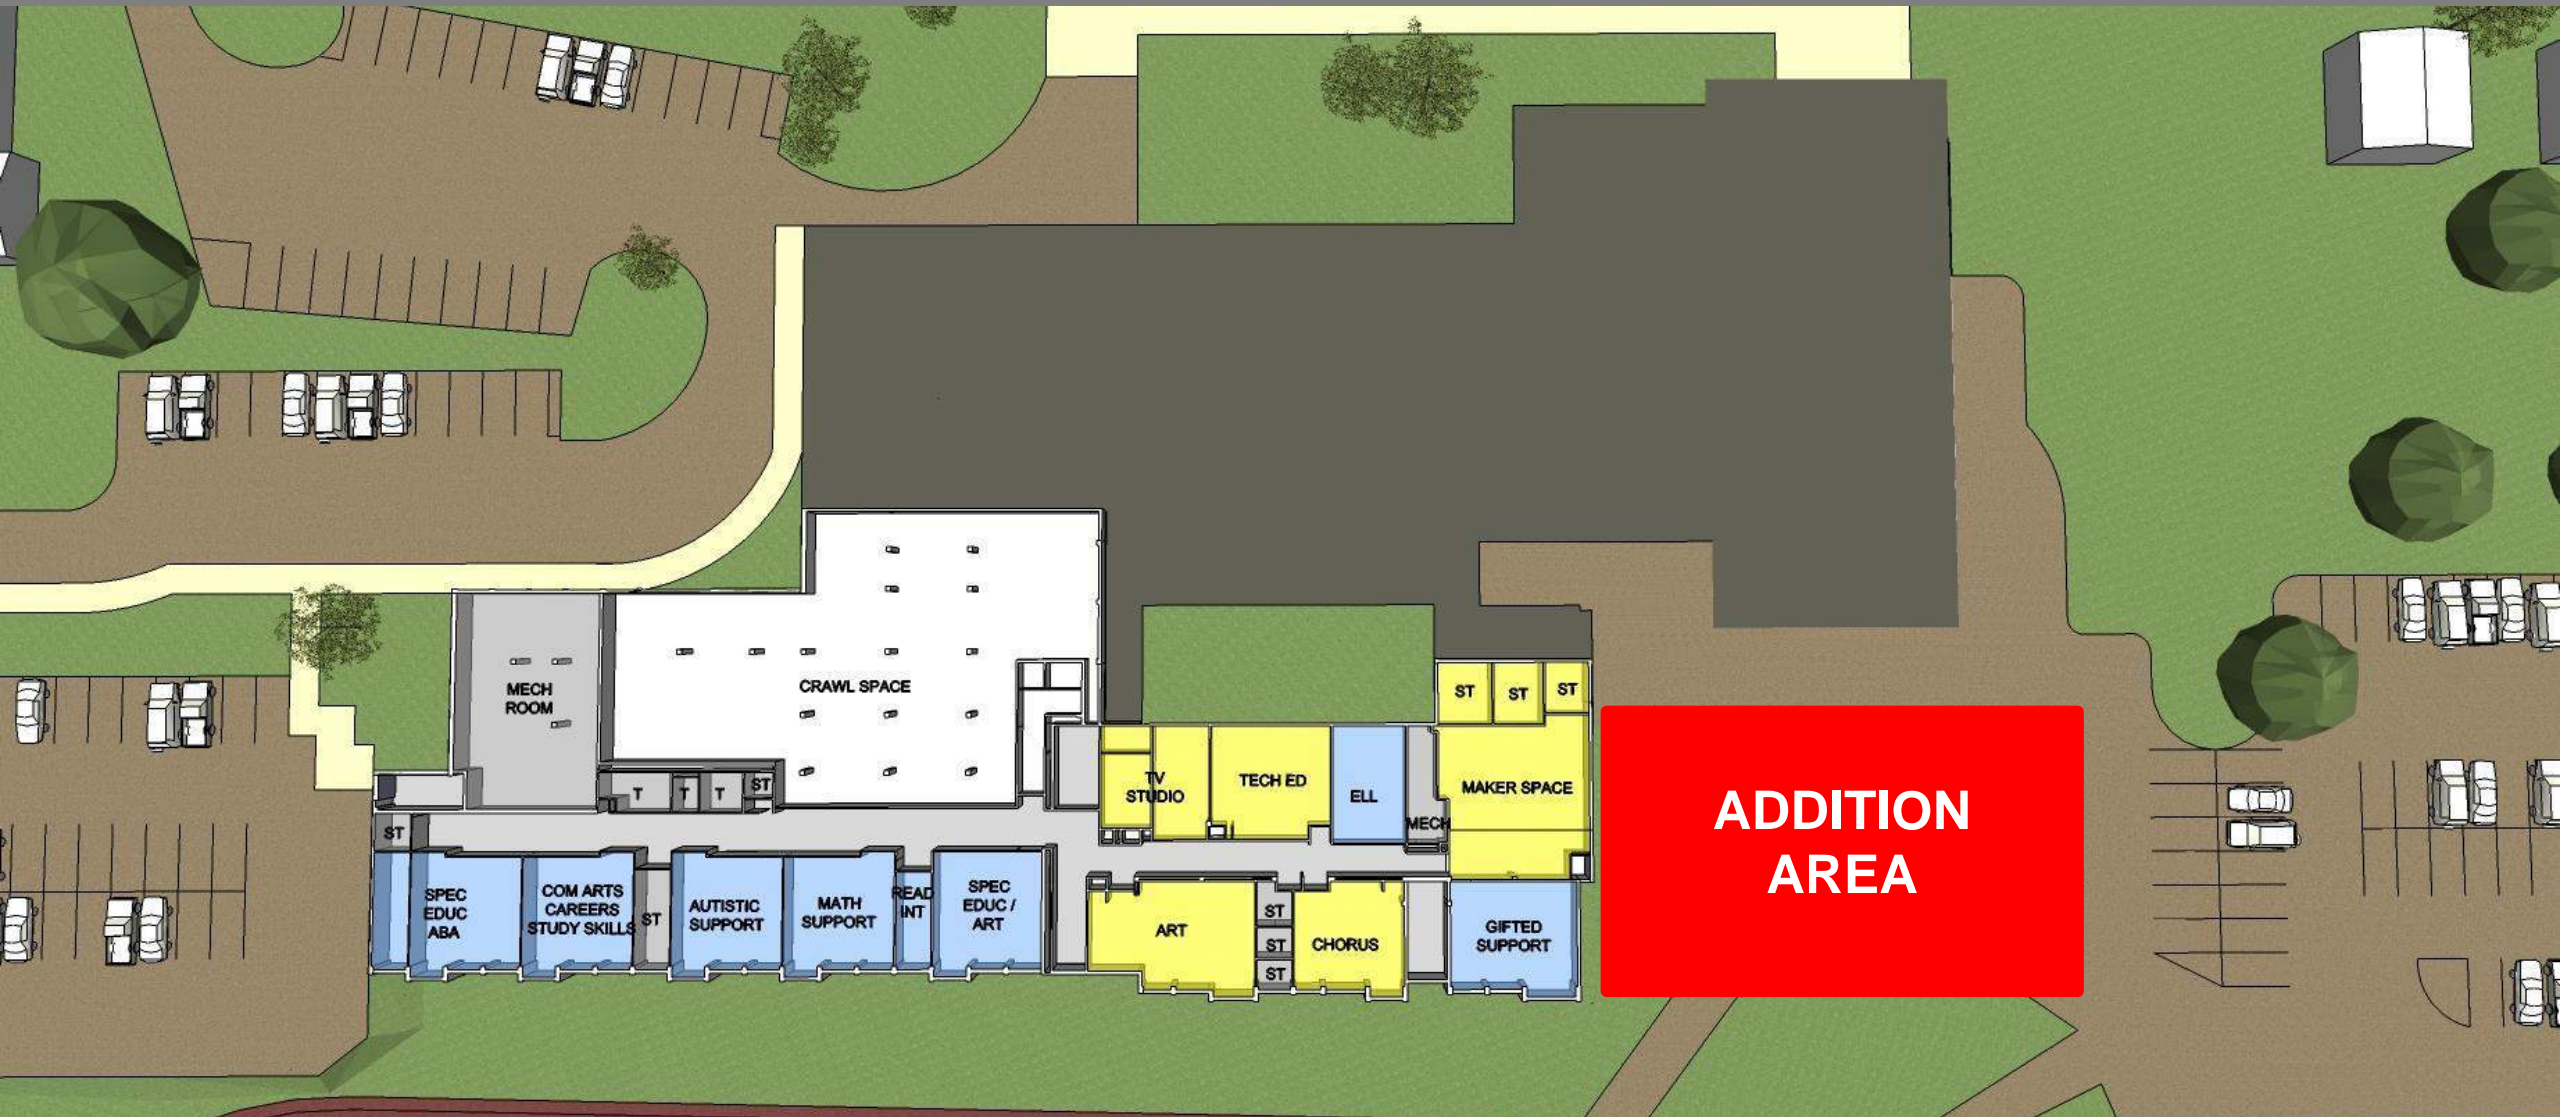 MECH
ROOM
CRAWL SPACE
ST
ST
ST
T
T
T
ST
TV
STUDIO
TECH ED
ELL
MECH
MAKER SPACE
ADDITION
AREA
ST
SPEC
EDUC
ABA
COM ARTS
CAREERS
STUDY SKILLS
ST
AUTISTIC
SUPPORT
MATH
SUPPORT
READ
INT
SPEC
EDUC /
ART
ART
ST
ST
ST
CHORUS
GIFTED
SUPPORT